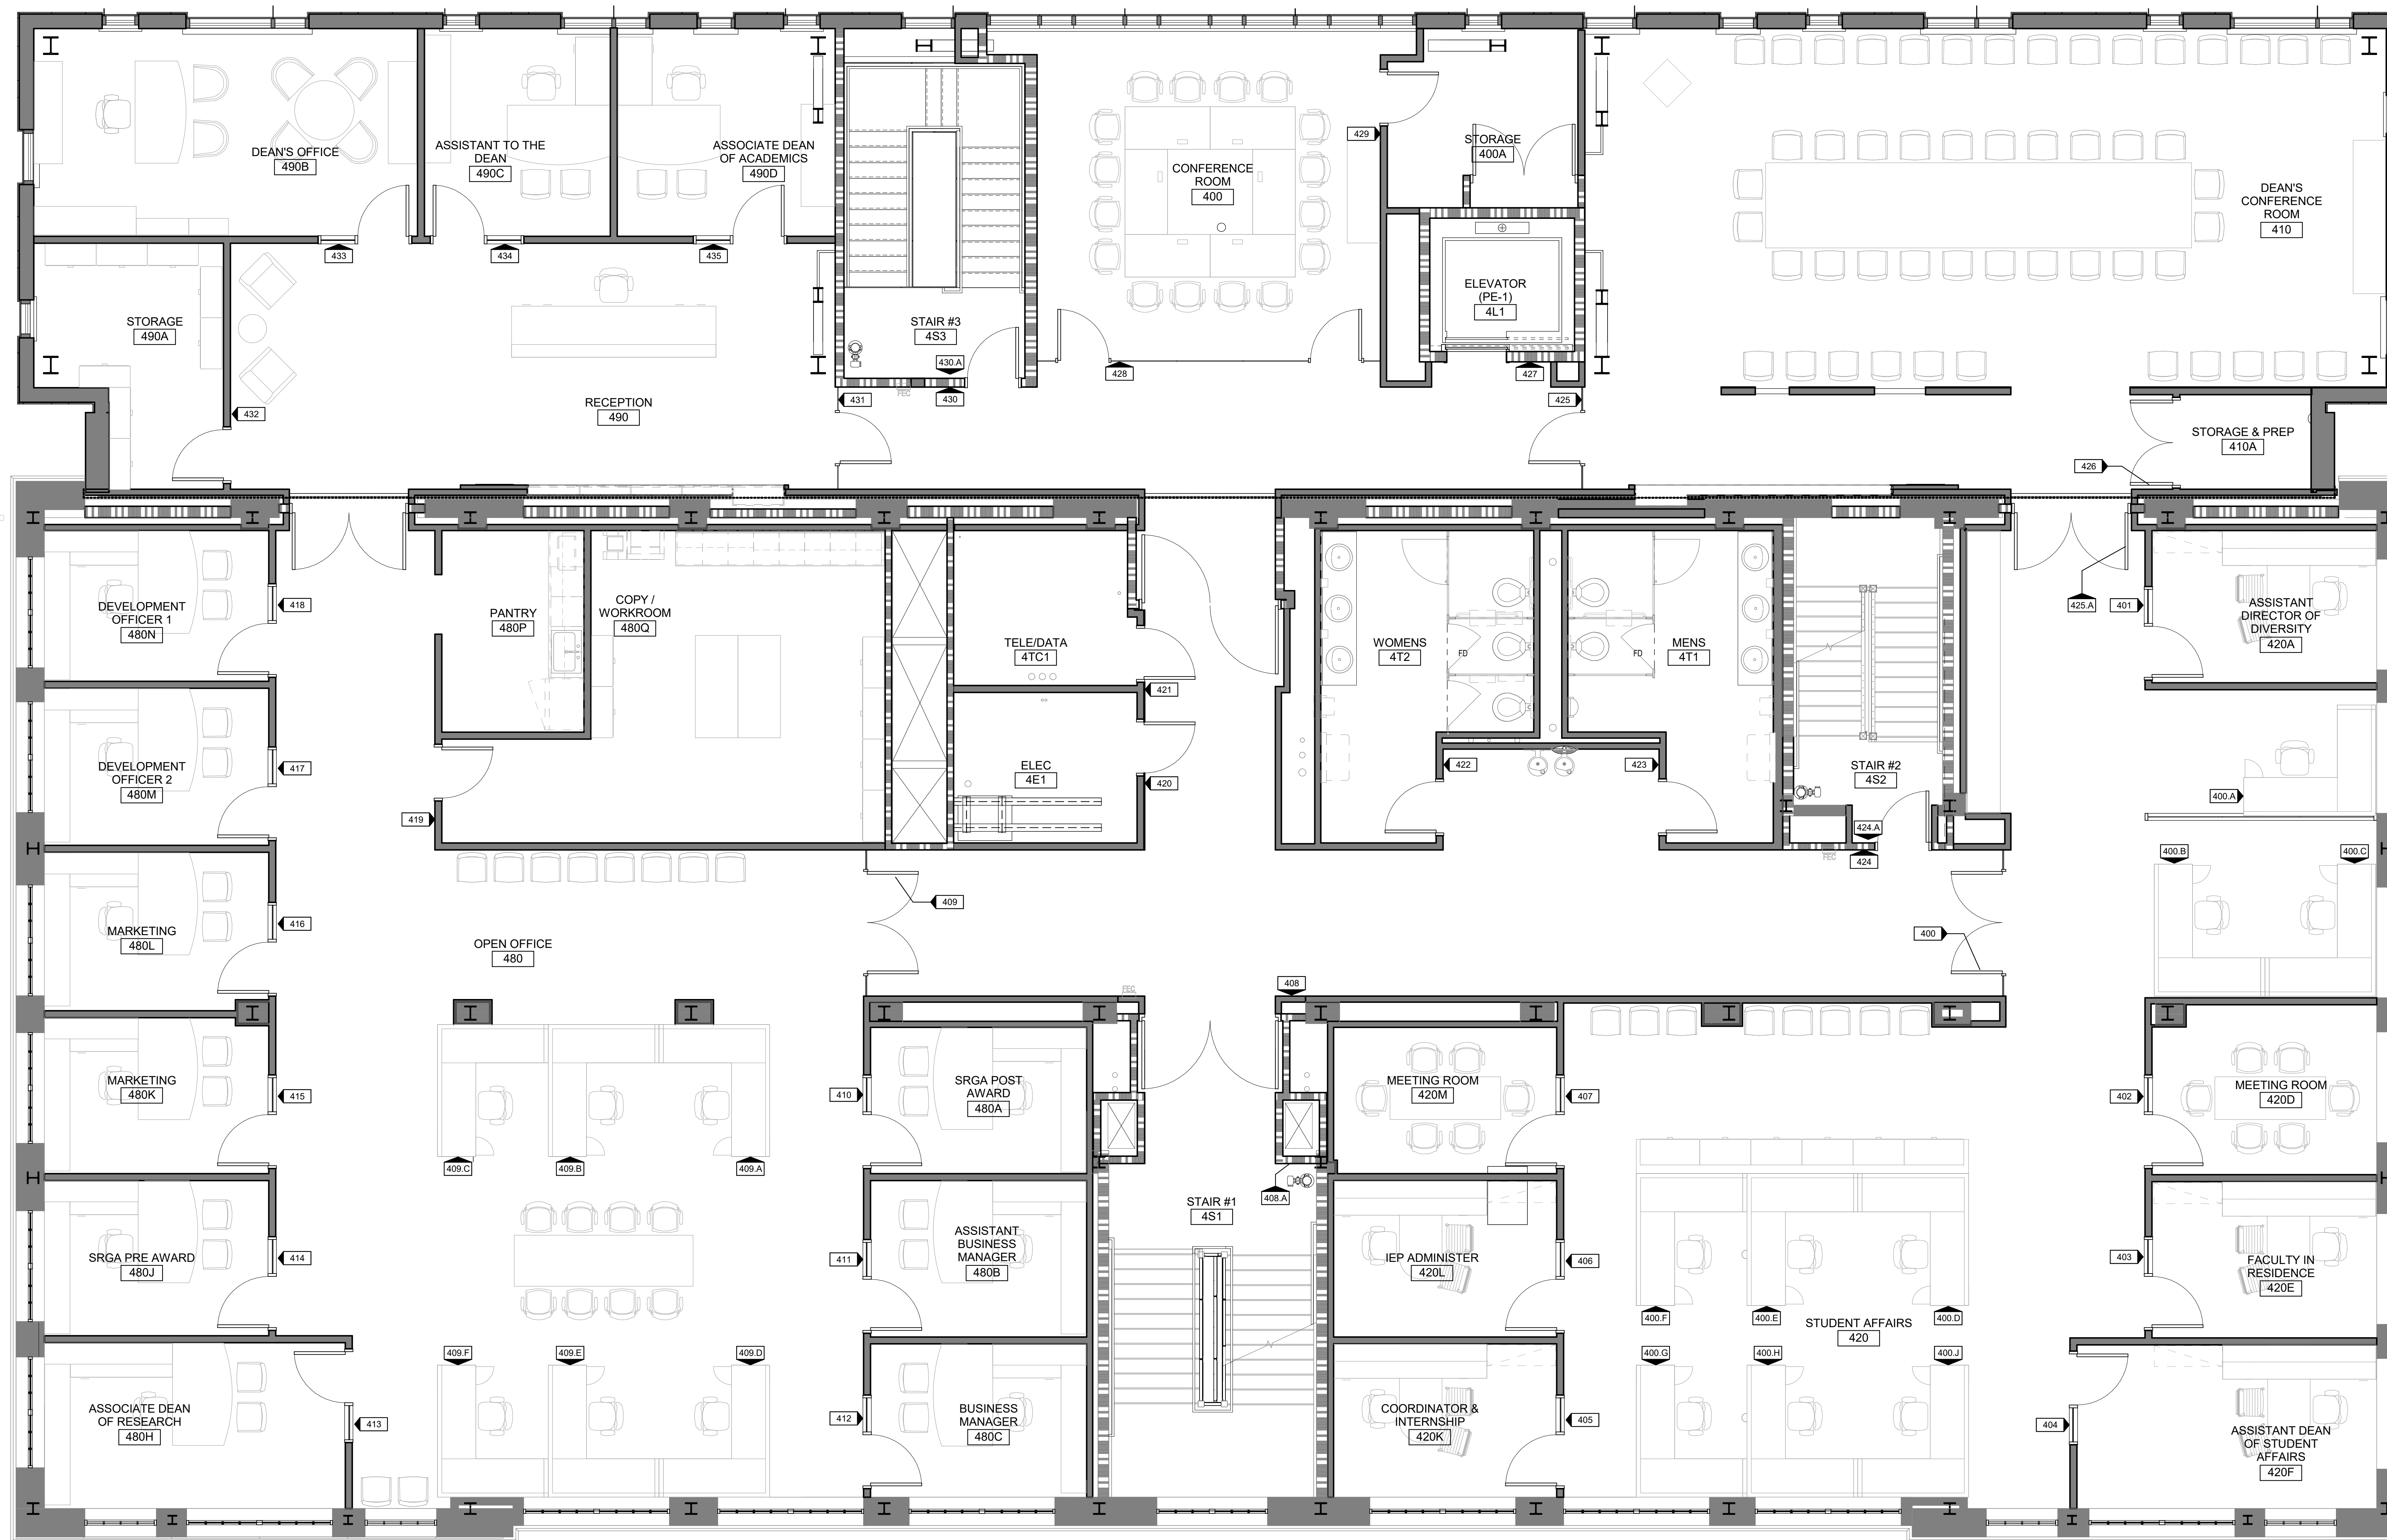 DEAN'S OFFICE
490B
ASSISTANT TO THE
DEAN
490C
ASSOCIATE DEAN
OF ACADEMICS
490D
CONFERENCE
ROOM
400
429
STORAGE
400A
DEAN'S
CONFERENCE
ROOM
410
433
434
435
STORAGE
490A
STAIR #3
4S3
ELEVATOR
(PE-1)
4L1
430.A
428
427
432
RECEPTION
490
431
FEC
430
425
STORAGE & PREP
410A
426
DEVELOPMENT
OFFICER 1
480N
418
PANTRY
480P
COPY /
WORKROOM
480Q
TELE/DATA
4TC1
421
WOMENS
4T2
FD
FD
MENS
4T1
425.A
401
ASSISTANT
DIRECTOR OF
DIVERSITY
420A
DEVELOPMENT
OFFICER 2
480M
417
ELEC
4E1
420
422
423
STAIR #2
4S2
400.A
419
424.A
424
FEC
400.B
400.C
MARKETING
480L
416
OPEN OFFICE
480
409
400
408
FEC
MARKETING
480K
415
410
SRGA POST
AWARD
480A
MEETING ROOM
420M
407
402
MEETING ROOM
420D
409.C
409.B
409.A
408.A
STAIR #1
4S1
SRGA PRE AWARD
480J
414
411
ASSISTANT
BUSINESS
MANAGER
480B
IEP ADMINISTER
420L
406
403
FACULTY IN
RESIDENCE
420E
400.F
400.E
400.D
STUDENT AFFAIRS
420
409.F
409.E
409.D
400.G
400.H
400.J
ASSOCIATE DEAN
OF RESEARCH
480H
413
412
BUSINESS
MANAGER
480C
COORDINATOR &
INTERNSHIP
420K
405
404
ASSISTANT DEAN
OF STUDENT
AFFAIRS
420F